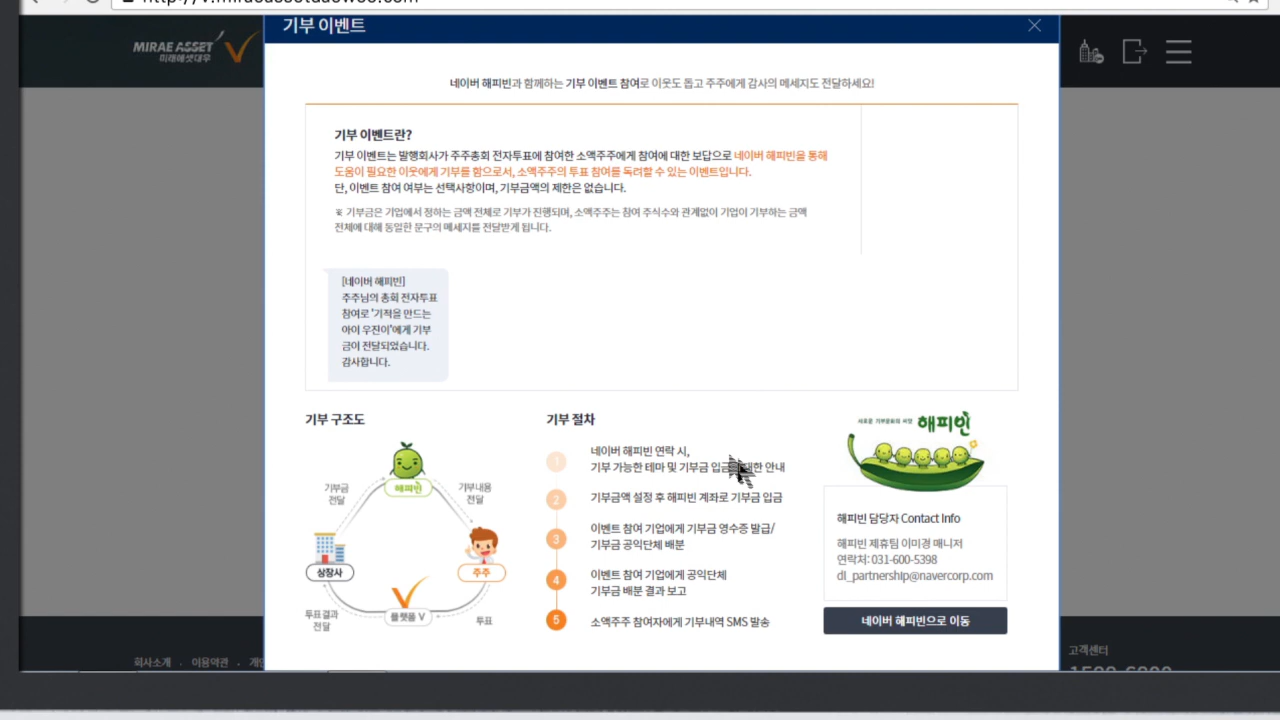 기부 이벤트
MIRAE ASSET
미래에셋대우
네이버 해피빈과 함께하는 기부 이벤트 참여로 이웃도 돕고 주주에게 감사의 메세지도 전달하세요!
기부 이벤트란?
기부 이벤트는 발행회사가 주주총회 전자투표에 참여한 소액주주에게 참여에 대한 보답으로 네이버 해피빈을 통해
도움이 필요한 이웃에게 기부를 함으로서, 소액주주의 투표 참여를 독려할 수 있는 이벤트입니다.
단, 이벤트 참여 여부는 선택사항이며, 기부금액의 제한은 없습니다.
※ 기부금은 기업에서 정하는 금액 전체로 기부가 진행되며, 소액주주는 참여 주식수와 관계없이 기업이 기부하는 금액
전체에 대해 동일한 문구의 메세지를 전달받게 됩니다.
[네이버 해피빈]
주주님의 총회 전자투표
참여로 '기적을 만드는
아이 우진이'에게 기부
금이 전달되었습니다.
감사합니다.
기부 구조도
해피빈
기부금
전달
기부내용
전달
상장사
주주
플랫폼 V
투표결과
전달
투표
기부 절차
1
네이버 해피빈 연락 시,
기부 가능한 테마 및 기부금 입금 안내
2
기부금액 설정 후 해피빈 계좌로 기부금 입금
3
이벤트 참여 기업에게 기부금 영수증 발급/
기부금 공익단체 배분
4
이벤트 참여 기업에게 공익단체
기부금 배분 결과 보고
5
소액주주 참여자에게 기부내역 SMS 발송
새로운 기부문화의 씨앗 해피빈
해피빈 담당자 Contact Info
해피빈 제휴팀 이미경 매니저
연락처: 031-600-5398
dl_partnership@navercorp.com
네이버 해피빈으로 이동
회사소개 . 이용약관 .
고객센터